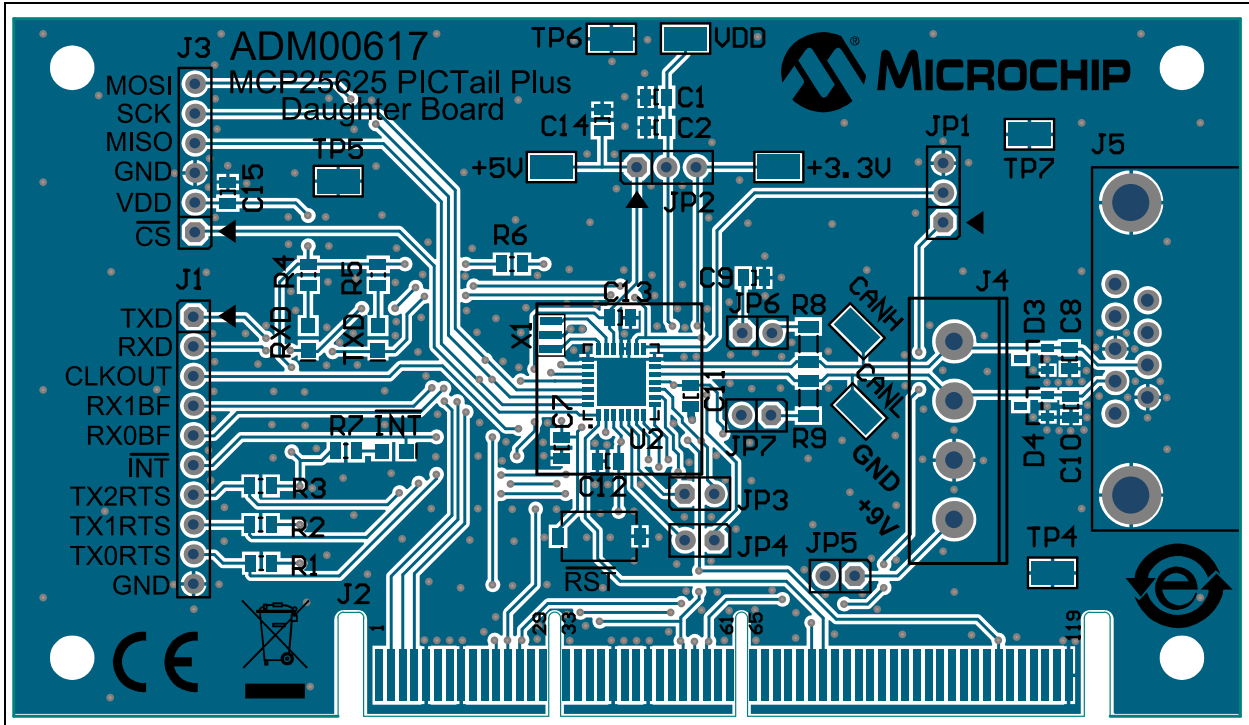 ADM00617
MCP25625 PICTail Plus
Daughter Board
TP6
VDD
®
MICROCHIP
J3
MOSI
SCK
MISO
GND
VDD
CS
C15
TP5
C14
C1
C2
+5V
JP2
+3.3V
JP1
TP7
J5
R6
J1
TXD
RXD
CLKOUT
RX1BF
RX0BF
INT
TX2RTS
TX1RTS
TX0RTS
GND
R4
R5
RXD
TXD
R7
INT
R3
R2
R1
C13
X1
C7
U2
C11
C12
C9
JP6
R8
CANH
CANL
JP7
R9
GND
+9V
J4
D3
C8
D4
C10
JP3
JP4
RST
JP5
TP4
J2
1
29
33
61
65
119
CE
e